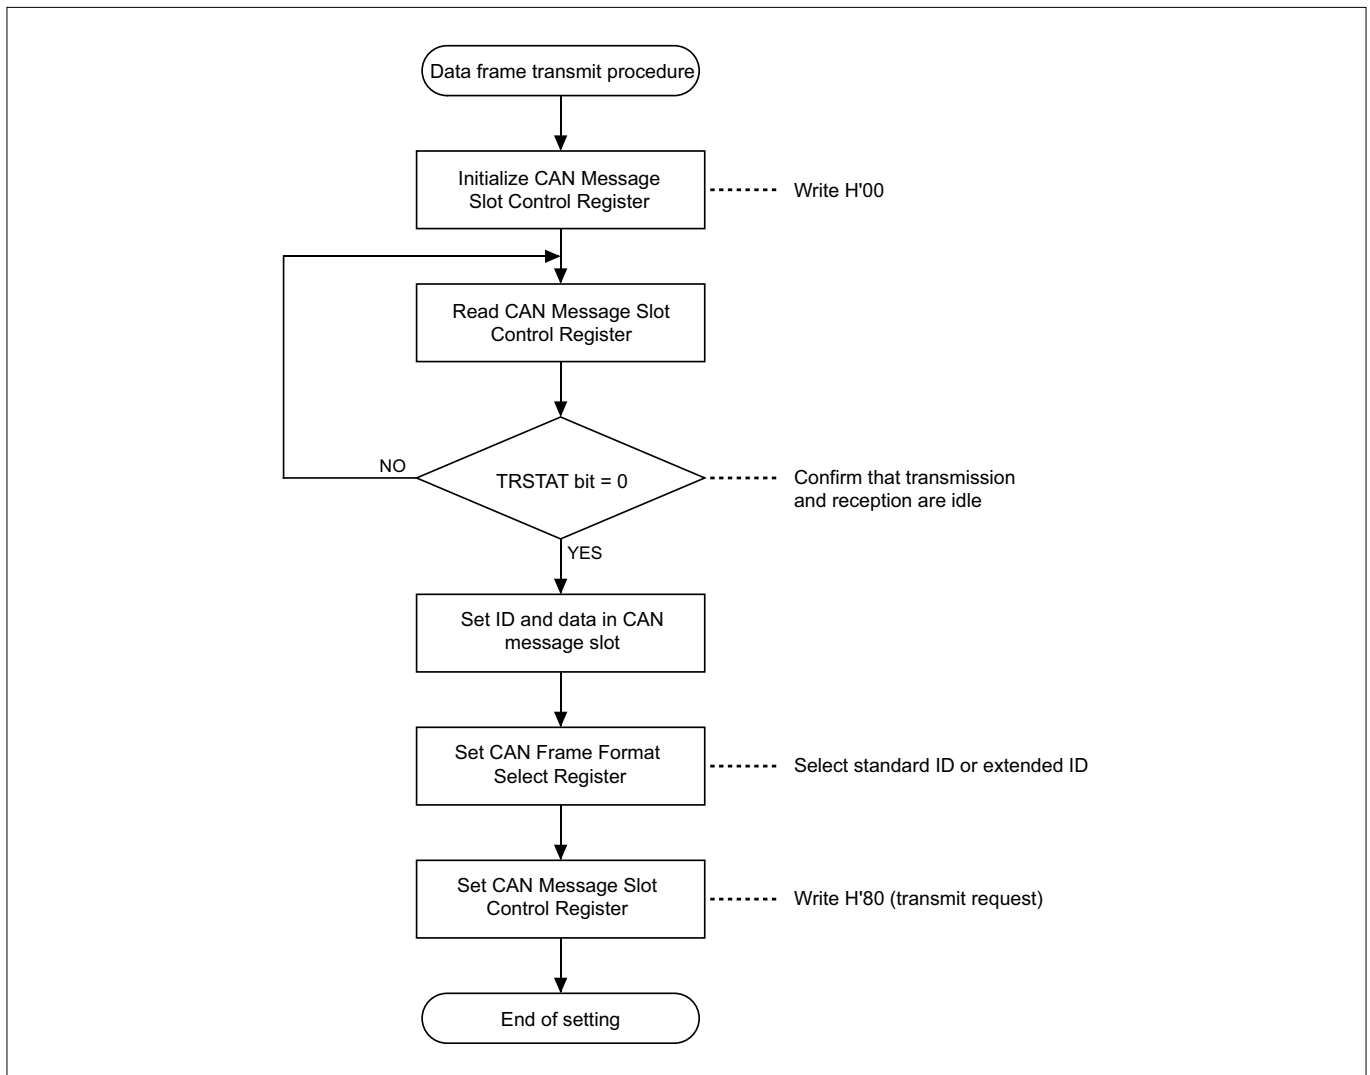 Data frame transmit procedure
Initialize CAN Message
Slot Control Register
Write H'00
Read CAN Message Slot
Control Register
NO
TRSTAT bit = 0
Confirm that transmission
and reception are idle
YES
Set ID and data in CAN
message slot
Set CAN Frame Format
Select Register
Select standard ID or extended ID
Set CAN Message Slot
Control Register
Write H'80 (transmit request)
End of setting